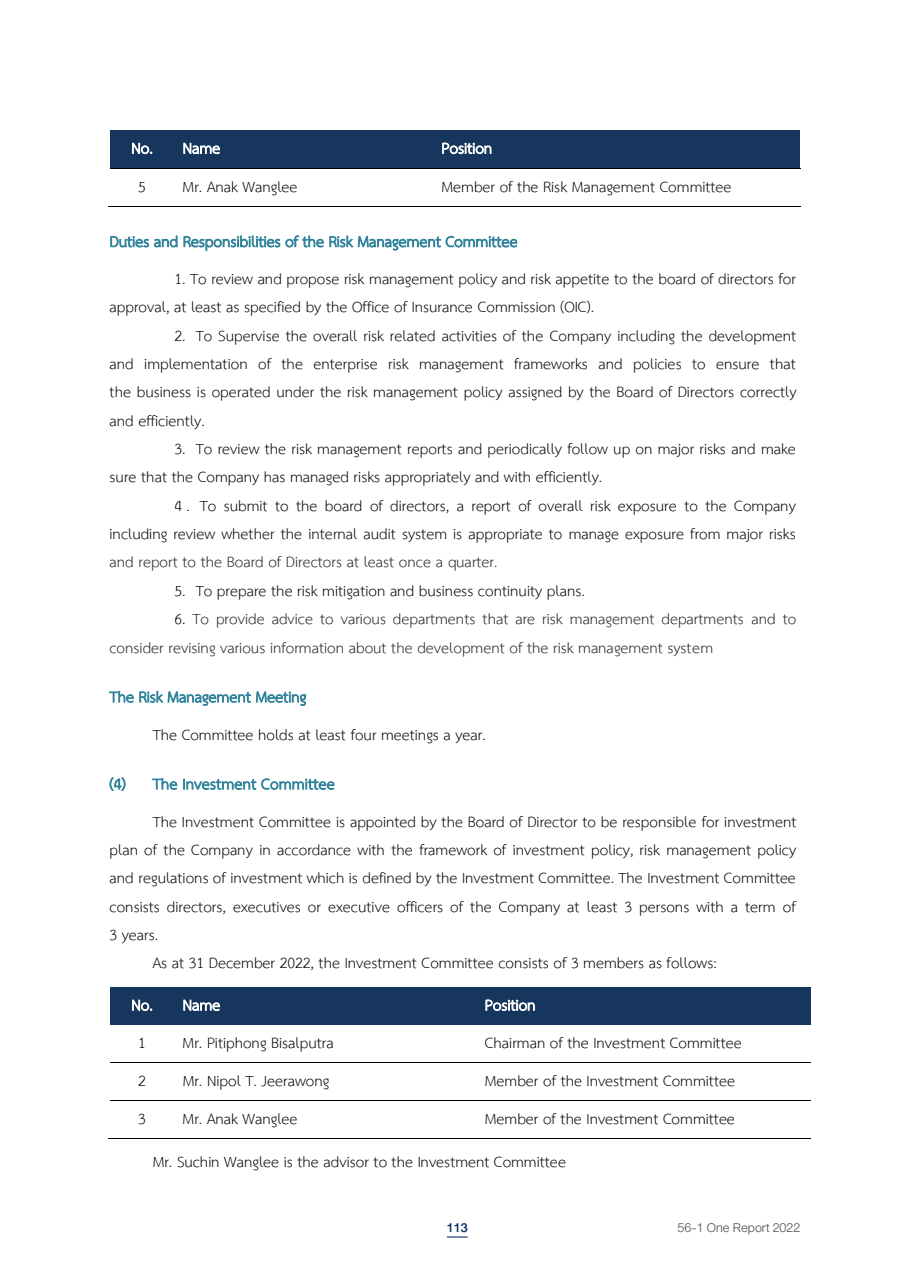 No. Name Position
5 Mr. Anak Wanglee Member of the Risk Management Committee
Duties and Responsibilities of the Risk Management Committee
1. To review and propose risk management policy and risk appetite to the board of directors for
approval, at least as specified by the Office of Insurance Commission (OIC).
2. To Supervise the overall risk related activities of the Company including the development
and implementation of the enterprise risk management frameworks and policies to ensure that
the business is operated under the risk management policy assigned by the Board of Directors correctly
and efficiently.
3. To review the risk management reports and periodically follow up on major risks and make
sure that the Company has managed risks appropriately and with efficiently.
4 . To submit to the board of directors, a report of overall risk exposure to the Company
including review whether the internal audit system is appropriate to manage exposure from major risks
and report to the Board of Directors at least once a quarter.
5. To prepare the risk mitigation and business continuity plans.
6. To provide advice to various departments that are risk management departments and to
consider revising various information about the development of the risk management system
The Risk Management Meeting
The Committee holds at least four meetings a year.
(4) The Investment Committee
The Investment Committee is appointed by the Board of Director to be responsible for investment
plan of the Company in accordance with the framework of investment policy, risk management policy
and regulations of investment which is defined by the Investment Committee. The Investment Committee
consists directors, executives or executive officers of the Company at least 3 persons with a term of
3 years.
As at 31 December 2022, the Investment Committee consists of 3 members as follows:
No. Name Position
1 Mr. Pitiphong Bisalputra Chairman of the Investment Committee
2 Mr. Nipol T. Jeerawong Member of the Investment Committee
3 Mr. Anak Wanglee Member of the Investment Committee
Mr. Suchin Wanglee is the advisor to the Investment Committee
113 56-1 One Report 2022